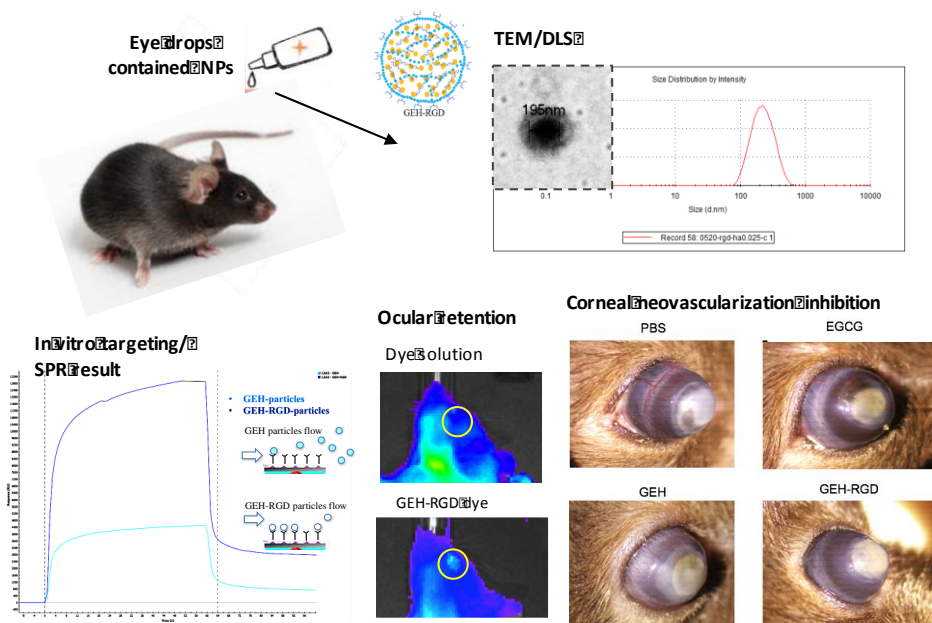 Eye drops
contained NPs
GEH-RGD
TEM/DLS
195nm
Size Distribution by Intensity
0.1 1 10 100 1000 10000
Size (d.nm)
Record 58: 0520-rgd-ha0.025-c 1
In vitro targeting/
SPR result
GEH-particles
GEH-RGD-particles
GEH particles flow
GEH-RGD particles flow
Ocular retention
Dye solution
GEH-RGD dye
Corneal neovascularization inhibition
PBS
EGCG
GEH
GEH-RGD